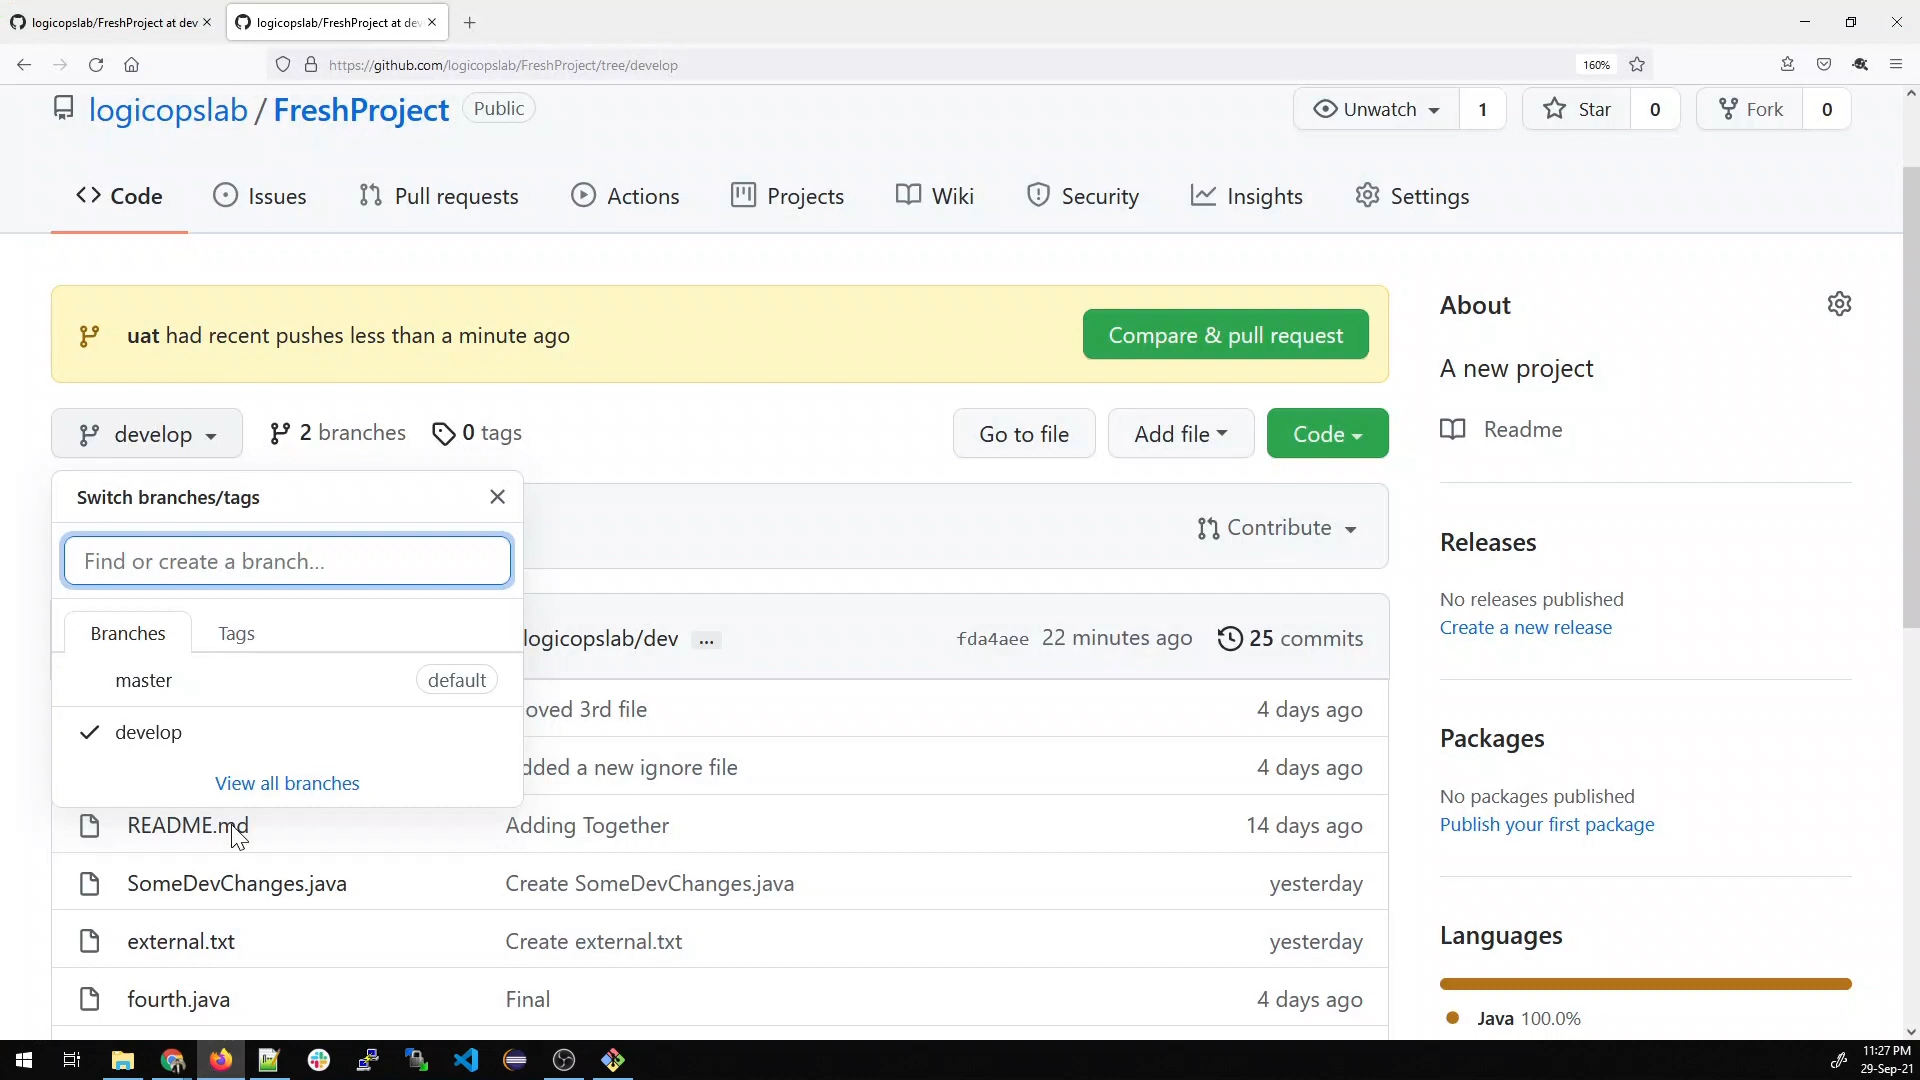 logicopslab/FreshProject at dev
logicopslab/FreshProject at dev
https://github.com/logicopslab/FreshProject/tree/develop
160%
logicopslab / FreshProject Public
Unwatch 1
Star 0
Fork 0
Code Issues Pull requests Actions Projects Wiki Security Insights Settings
uat had recent pushes less than a minute ago
Compare & pull request
develop 2 branches 0 tags
Go to file Add file Code
Switch branches/tags
Find or create a branch...
Branches Tags
master default
develop
View all branches
Contribute
logicopslab/dev ... fda4aee 22 minutes ago 25 commits
oved 3rd file 4 days ago
dded a new ignore file 4 days ago
README.md Adding Together 14 days ago
SomeDevChanges.java Create SomeDevChanges.java yesterday
external.txt Create external.txt yesterday
fourth.java Final 4 days ago
About
A new project
Readme
Releases
No releases published
Create a new release
Packages
No packages published
Publish your first package
Languages
Java 100.0%
11:27 PM
29-Sep-21